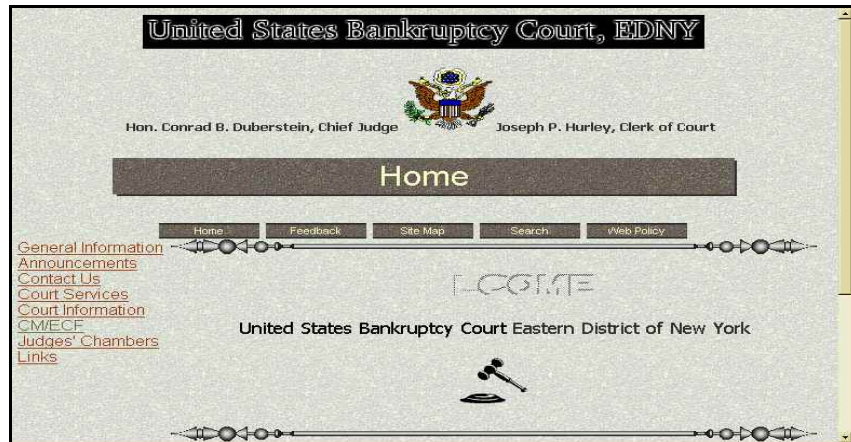 United States Bankruptcy Court, EDNY
Hon. Conrad B. Duberstein, Chief Judge
Joseph P. Hurley, Clerk of Court
Home
Home Feedback Site Map Search Web Policy
General Information
Announcements
Contact Us
Court Services
Court Information
CM/ECF
Judges' Chambers
Links
LCOME
United States Bankruptcy Court Eastern District of New York